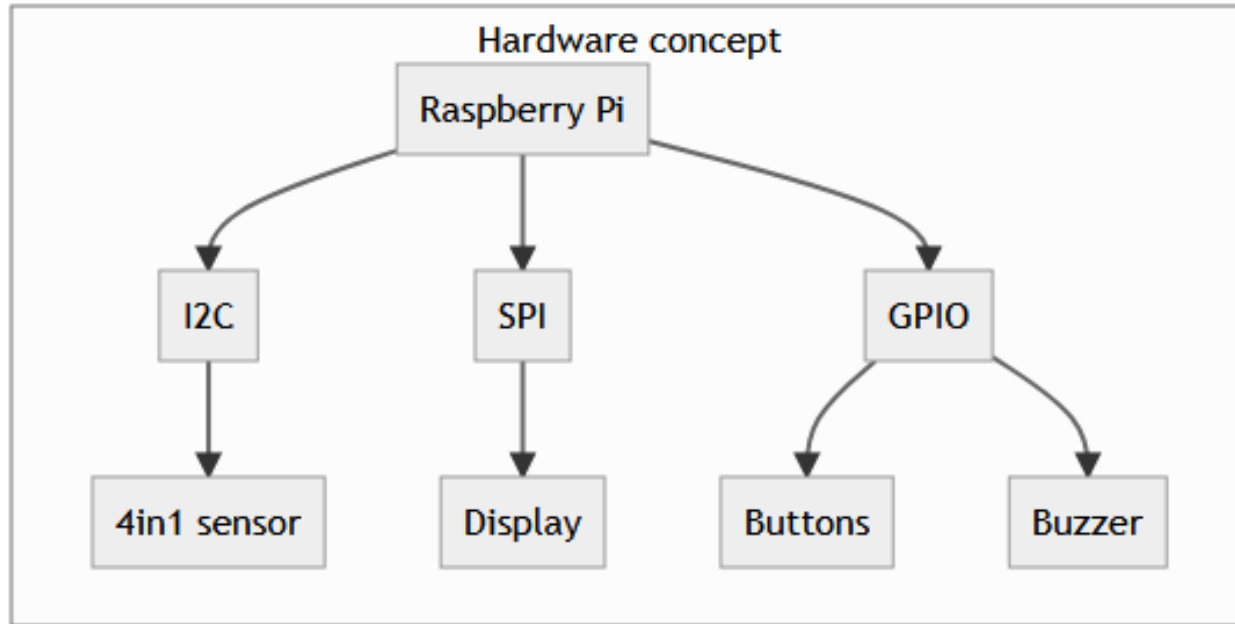 Hardware concept
Raspberry Pi
I2C
SPI
GPIO
4in1 sensor
Display
Buttons
Buzzer